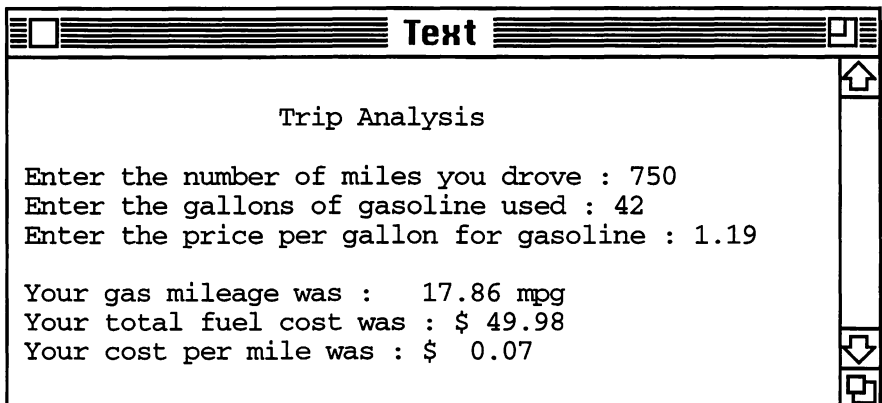 Text
Trip Analysis
Enter the number of miles you drove : 750
Enter the gallons of gasoline used : 42
Enter the price per gallon for gasoline : 1.19
Your gas mileage was :   17.86 mpg
Your total fuel cost was : $ 49.98
Your cost per mile was : $  0.07